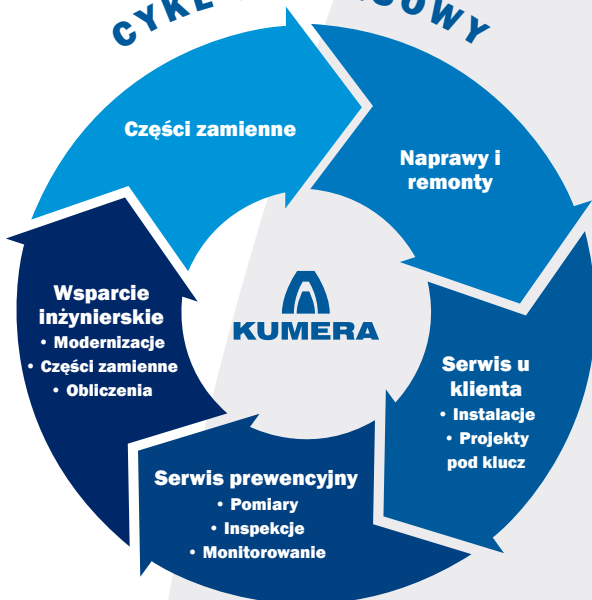 Części zamienne
Naprawy i
remonty
Serwis u
klienta
• Instalacje
• Projekty
pod klucz
Serwis prewencyjny
• Pomiary
• Inspekcje
• Monitorowanie
Wsparcie
inżynierskie
• Modernizacje
• Części zamienne
• Obliczenia
KUMERA